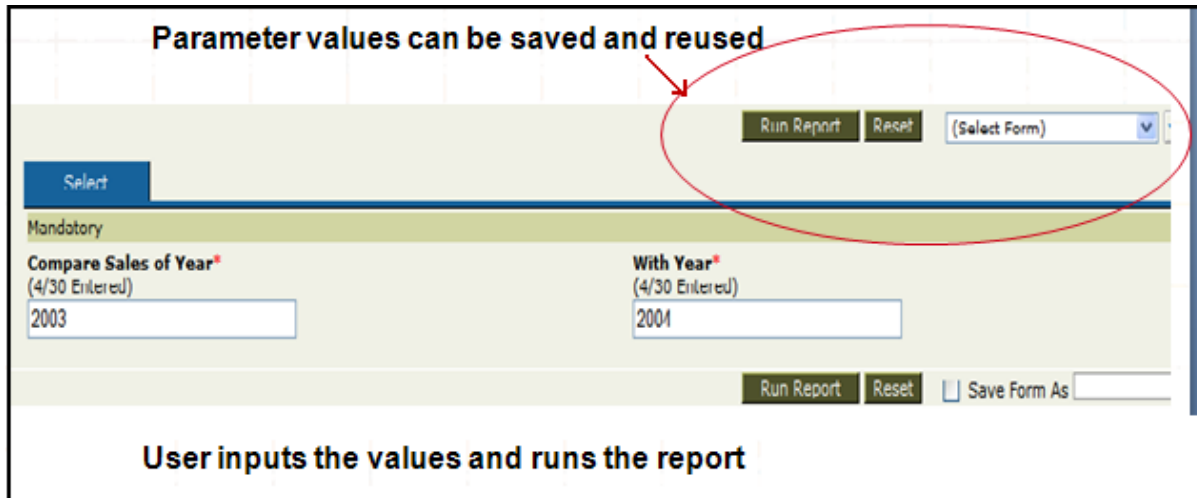 Parameter values can be saved and reused
Run Report Reset (Select Form)
Select
Mandatory
Compare Sales of Year* With Year*
(4/30 Entered) (4/30 Entered)
2003 2004
Run Report Reset Save Form As
User inputs the values and runs the report